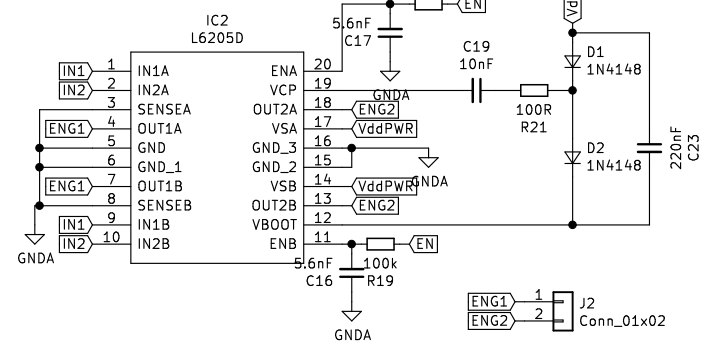 EN
Vd
5.6nF
C17
IC2
L6205D
C19
10nF
D1
1N4148
GNDA
IN1 1 IN1A ENA 20
IN2 2 IN2A VCP 19
3 SENSEA OUT2A 18 ENG2
ENG1 4 OUT1A VSA 17 VddPWR
5 GND GND_3 16
6 GND_1 GND_2 15
ENG1 7 OUT1B VSB 14 VddPWR
8 SENSEB OUT2B 13 ENG2
IN1 9 IN1B VBOOT 12
IN2 10 IN2B ENB 11 EN
100R
R21
D2
1N4148
220nF
C23
GNDA
GNDA
5.6nF
C16
100k
R19
GNDA
ENG1 1 J2
ENG2 2 Conn_01x02